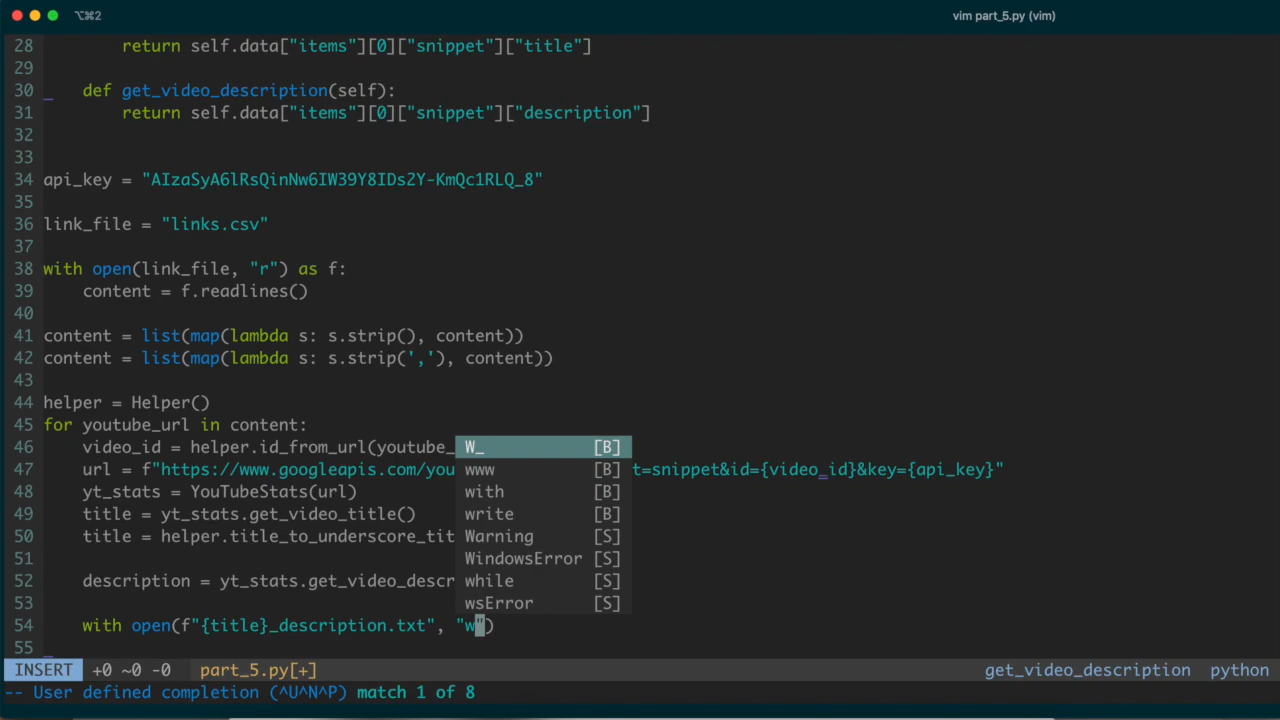 ⌥⌘2 vim part_5.py (vim)
28 return self.data["items"][0]["snippet"]["title"]
29
30 def get_video_description(self):
31 return self.data["items"][0]["snippet"]["description"]
32
33
34 api_key = "AIzaSyA6lRsQinNw6IW39Y8IDs2Y-KmQc1RLQ_8"
35
36 link_file = "links.csv"
37
38 with open(link_file, "r") as f:
39 content = f.readlines()
40
41 content = list(map(lambda s: s.strip(), content))
42 content = list(map(lambda s: s.strip(','), content))
43
44 helper = Helper()
45 for youtube_url in content:
46 video_id = helper.id_from_url(youtube_ W_ [B]
47 url = f"https://www.googleapis.com/you www [B] t=snippet&id={video_id}&key={api_key}"
48 yt_stats = YouTubeStats(url) with [B]
49 title = yt_stats.get_video_title() write [B]
50 title = helper.title_to_underscore_tit Warning [S]
51 WindowsError [S]
52 description = yt_stats.get_video_descr while [S]
53 wsError [S]
54 with open(f"{title}_description.txt", "w")
55
INSERT +0 ~0 -0 part_5.py[+] get_video_description python
-- User defined completion (^U^N^P) match 1 of 8